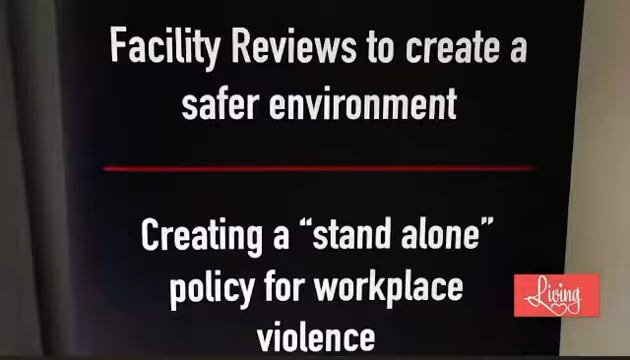 Facility Reviews to create a
safer environment
Creating a “stand alone”
policy for workplace
violence
Living